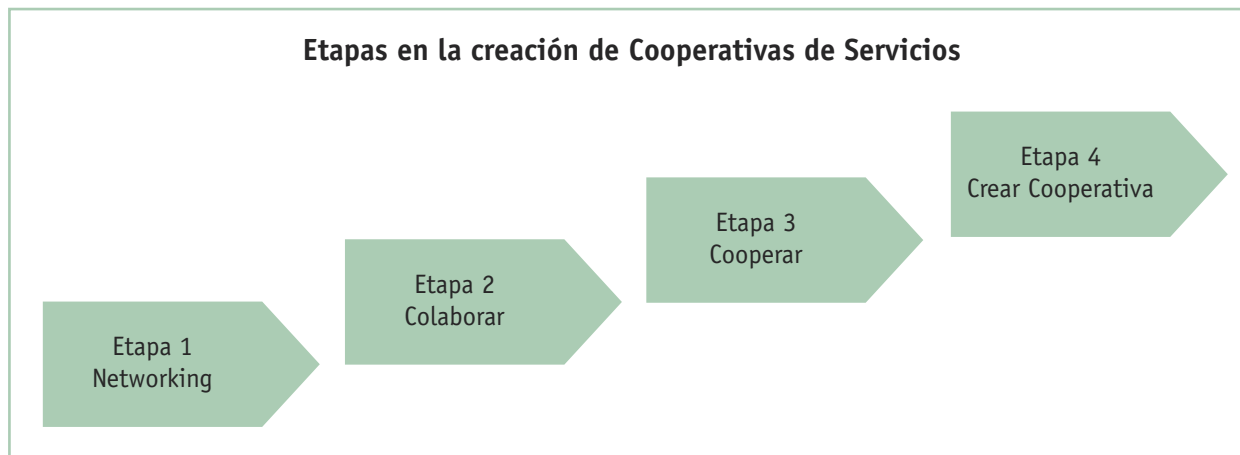 Etapas en la creación de Cooperativas de Servicios
Etapa 1
Networking
Etapa 2
Colaborar
Etapa 3
Cooperar
Etapa 4
Crear Cooperativa